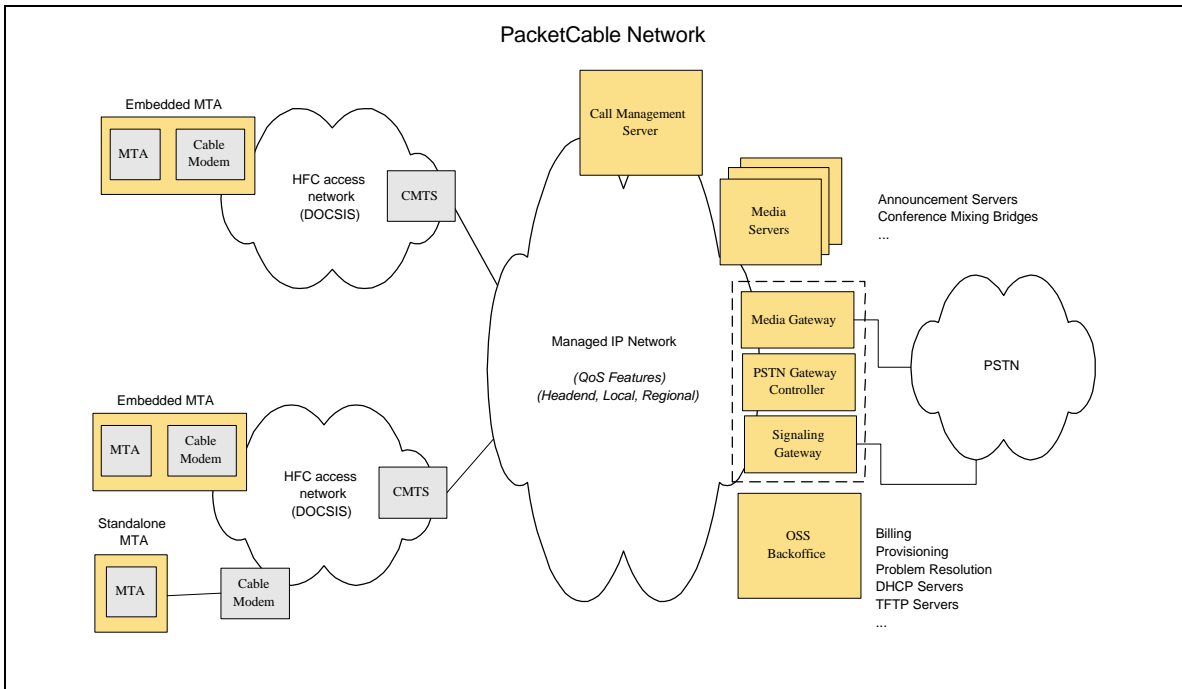 PacketCable Network
Embedded MTA
MTA
Cable
Modem
HFC access
network
(DOCSIS)
CMTS
Call Management
Server
Media
Servers
Announcement Servers
Conference Mixing Bridges
...
Managed IP Network
(QoS Features)
(Headend, Local, Regional)
Media Gateway
PSTN Gateway
Controller
Signaling
Gateway
PSTN
Embedded MTA
MTA
Cable
Modem
HFC access
network
(DOCSIS)
CMTS
Standalone
MTA
MTA
Cable
Modem
OSS
Backoffice
Billing
Provisioning
Problem Resolution
DHCP Servers
TFTP Servers
...